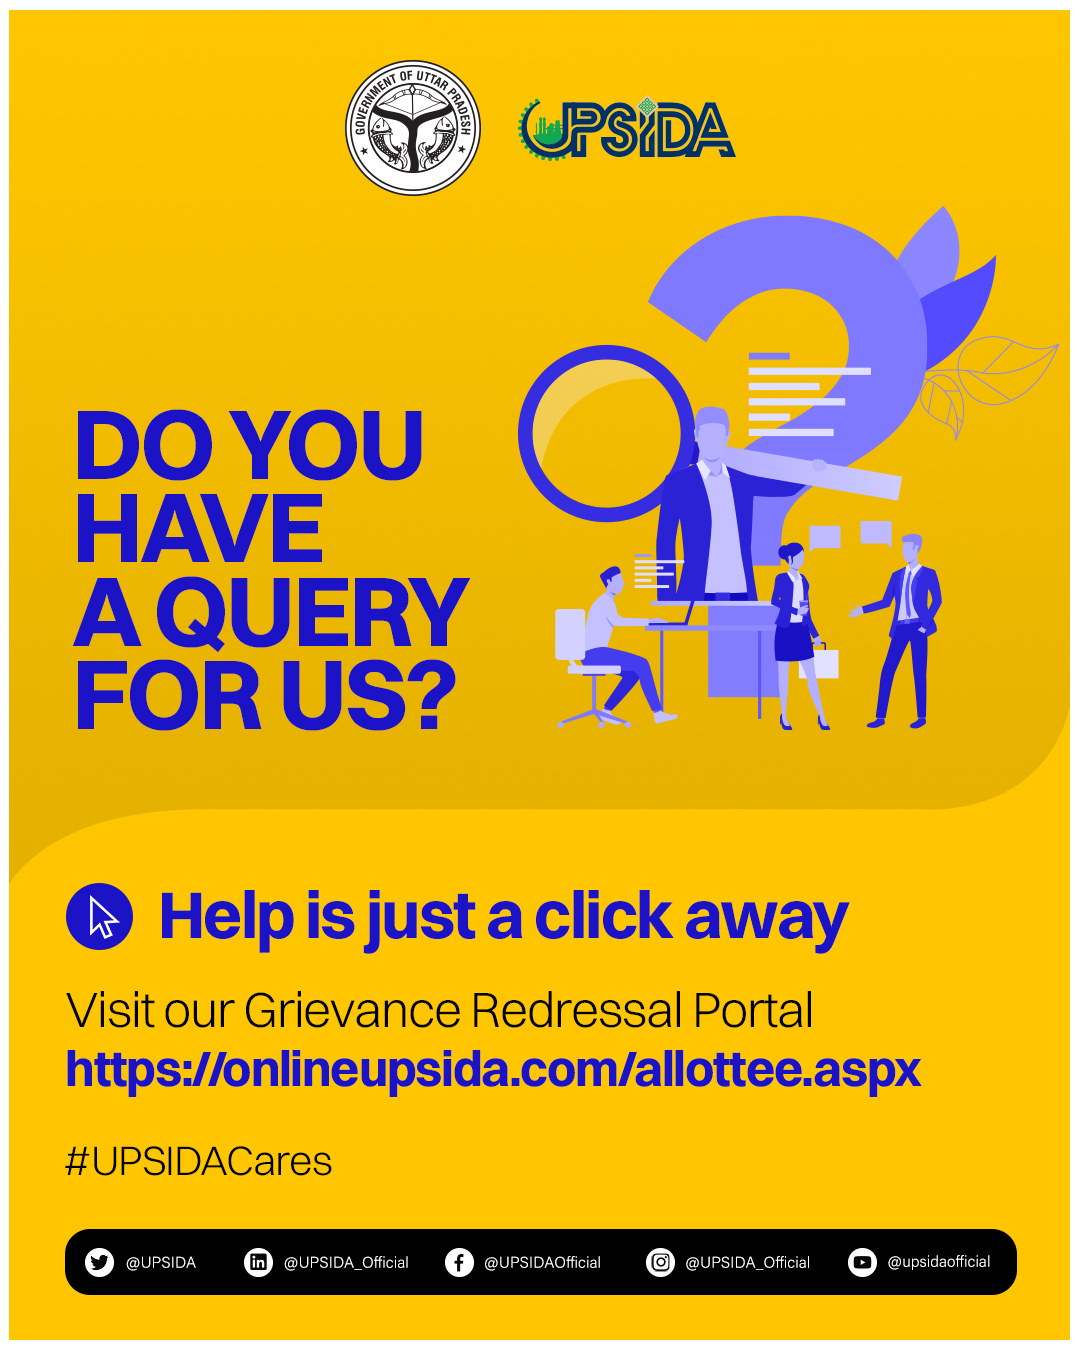 GOVERNMENT OF UTTAR PRADESH
UPSIDA
DO YOU
HAVE
A QUERY
FOR US?
Help is just a click away
Visit our Grievance Redressal Portal
https://onlineupsida.com/allottee.aspx
#UPSIDACares
@UPSIDA @UPSIDA_Official @UPSIDAOfficial @UPSIDA_Official @upsidaofficial